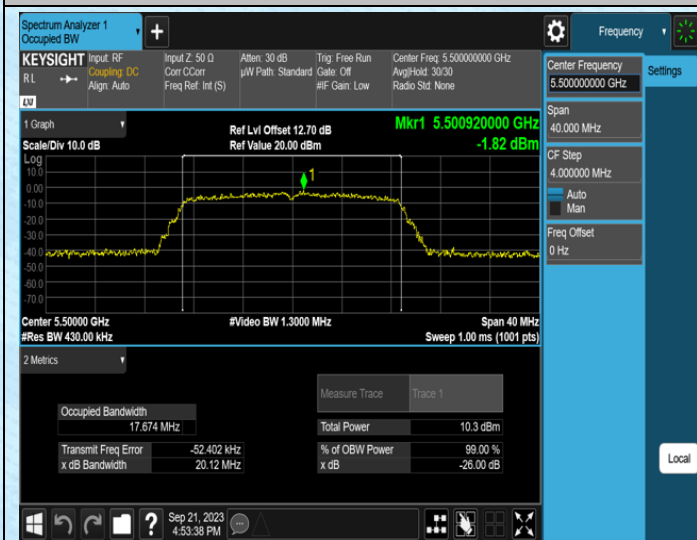 Spectrum Analyzer 1
Occupied BW
Frequency
KEYSIGHT
R L
LXI
Input: RF
Coupling: DC
Align: Auto
Input Z: 50 Ω
Corr CCorr
Freq Ref: Int (S)
Atten: 30 dB
µW Path: Standard
Trig: Free Run
Gate: Off
#IF Gain: Low
Center Freq: 5.500000000 GHz
Avg|Hold: 30/30
Radio Std: None
Center Frequency
5.500000000 GHz
Settings
Span
40.000 MHz
CF Step
4.000000 MHz
Auto
Man
Freq Offset
0 Hz
1 Graph
Scale/Div 10.0 dB
Ref Lvl Offset 12.70 dB
Ref Value 20.00 dBm
Mkr1 5.500920000 GHz
-1.82 dBm
Log
10.0
0.00
-10.0
-20.0
-30.0
-40.0
-50.0
-60.0
-70.0
1
Center 5.50000 GHz
#Res BW 430.00 kHz
#Video BW 1.3000 MHz
Span 40 MHz
Sweep 1.00 ms (1001 pts)
2 Metrics
Measure Trace
Trace 1
Occupied Bandwidth
17.674 MHz
Total Power
10.3 dBm
Transmit Freq Error
-52.402 kHz
% of OBW Power
99.00 %
x dB Bandwidth
20.12 MHz
x dB
-26.00 dB
Local
?
Sep 21, 2023
4:53:38 PM